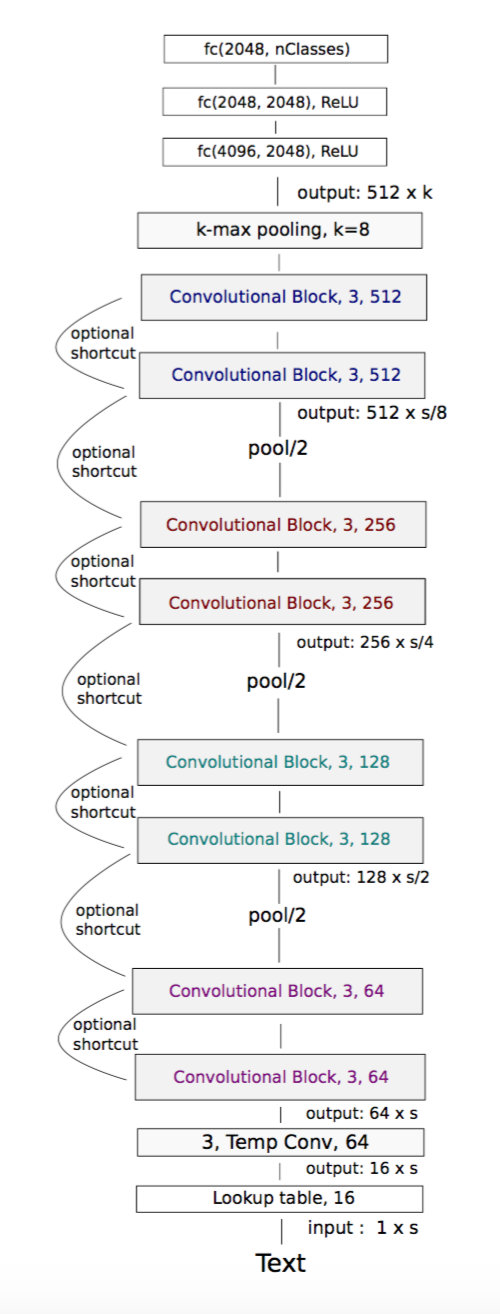 fc(2048, nClasses)
fc(2048, 2048), ReLU
fc(4096, 2048), ReLU
output: 512 x k
k-max pooling, k=8
Convolutional Block, 3, 512
optional
shortcut
Convolutional Block, 3, 512
output: 512 x s/8
pool/2
optional
shortcut
Convolutional Block, 3, 256
optional
shortcut
Convolutional Block, 3, 256
output: 256 x s/4
pool/2
optional
shortcut
Convolutional Block, 3, 128
optional
shortcut
Convolutional Block, 3, 128
output: 128 x s/2
pool/2
optional
shortcut
Convolutional Block, 3, 64
optional
shortcut
Convolutional Block, 3, 64
output: 64 x s
3, Temp Conv, 64
output: 16 x s
Lookup table, 16
input : 1 x s
Text